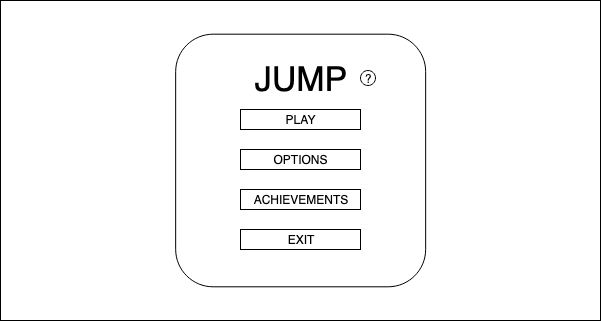 JUMP ?
PLAY
OPTIONS
ACHIEVEMENTS
EXIT